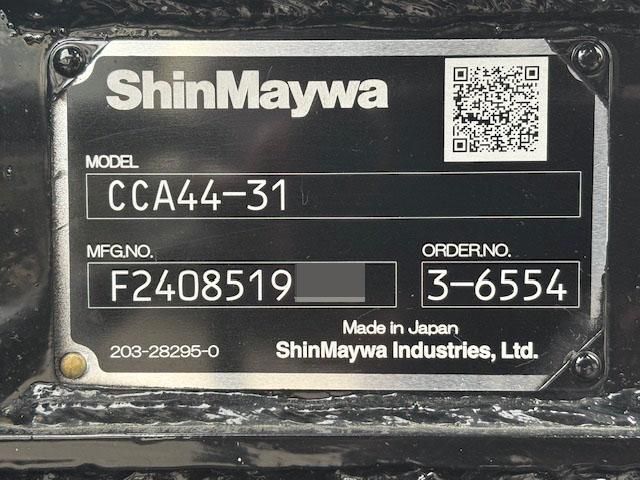 ShinMaywa
MODEL
CCA44-31
MFG.NO. ORDER.NO.
F2408519 3-6554
Made in Japan
203-28295-0 ShinMaywa Industries, Ltd.